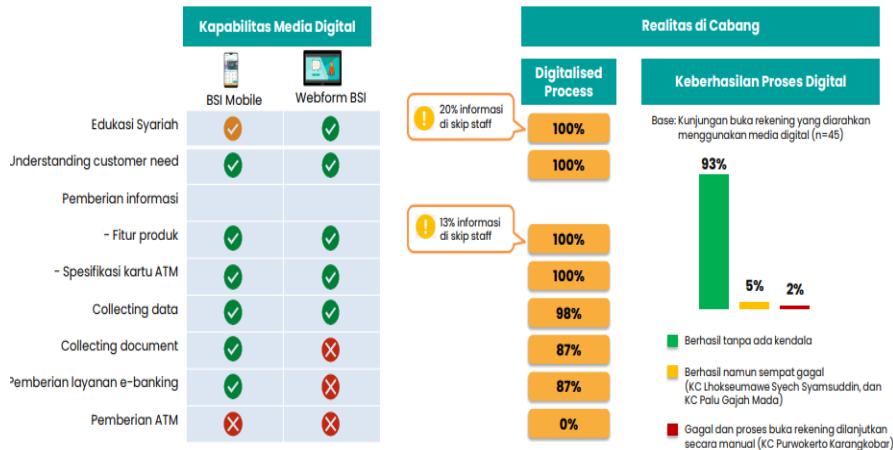 Kapabilitas Media Digital
Realitas di Cabang
BSI Mobile
Webform BSI
Digitalised
Process
Keberhasilan Proses Digital
Edukasi Syariah
20% informasi
di skip staff
100%
Understanding customer need
100%
Pemberian informasi
- Fitur produk
13% informasi
di skip staff
100%
- Spesifikasi kartu ATM
100%
Collecting data
98%
Collecting document
87%
Pemberian layanan e-banking
87%
Pemberian ATM
0%
Base: Kunjungan buka rekening yang diarahkan
menggunakan media digital (n=45)
93%
5%
2%
Berhasil tanpa ada kendala
Berhasil namun sempat gagal
(KC Lhokseumawe Syech Syamsuddin, dan
KC Palu Gajah Mada)
Gagal dan proses buka rekening dilanjutkan
secara manual (KC Purwokerto Karangkobar)